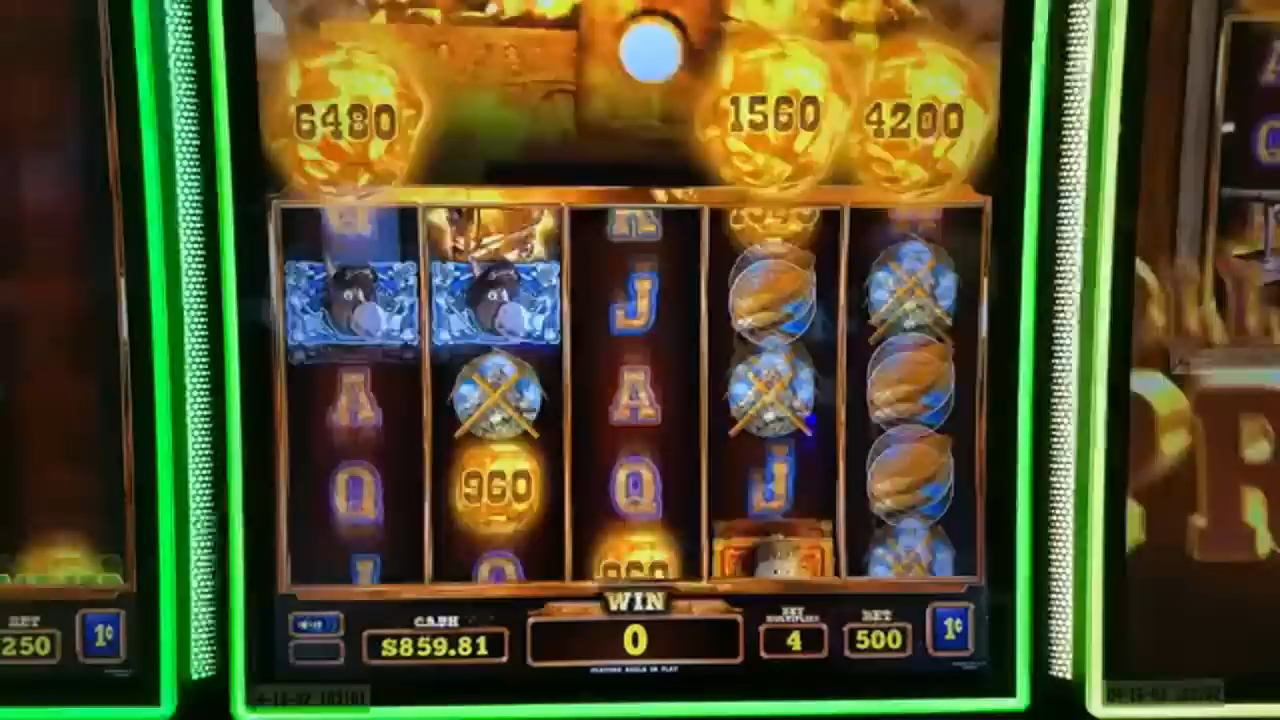 6480 1560 4200
J
A A
960
Q Q
J
WIN
CASH
$859.81
0
BET MULTIPLIER
4
BET
500
1¢
BET
250
1¢